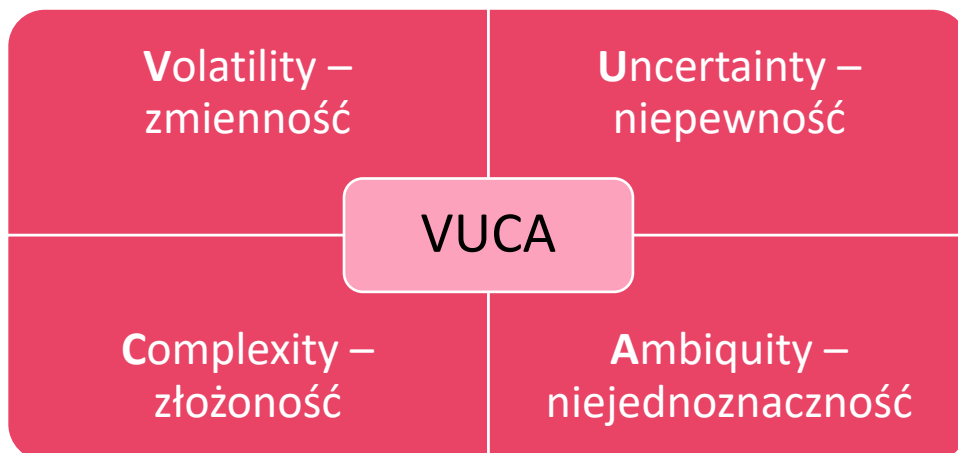 Volatility –
zmienność
Uncertainty –
niepewność
VUCA
Complexity –
złożoność
Ambiquity –
niejednoznaczność